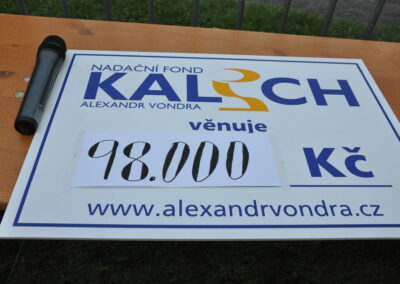 NADAČNÍ FOND
KALICH
ALEXANDR VONDRA
věnuje
98.000 Kč
www.alexandrvondra.cz